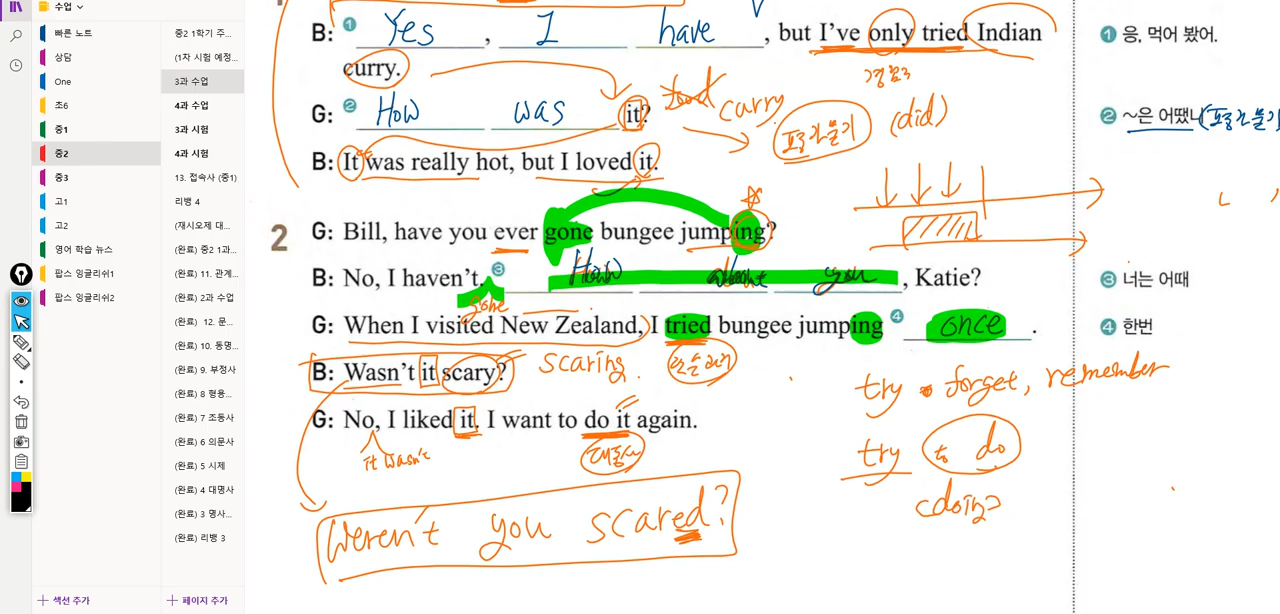 수업
빠른 노트
상담
One
초6
중1
중2
중3
고1
고2
영어 학습 뉴스
팝스 잉글리쉬1
팝스 잉글리쉬2
+ 섹션 추가
중2 1학기 주...
(1차 시험 예정...
3과 수업
4과 수업
3과 시험
4과 시험
13. 접속사 (중1)
리뱅 4
(재시오제 대...
(완료) 중2 1과...
(완료) 11. 관계...
(완료) 2과 수업
(완료) 12. 문...
(완료) 10. 동명...
(완료) 9. 부정사
(완료) 8 형용...
(완료) 7 조동사
(완료) 6 의문사
(완료) 5 시제
(완료) 4 대명사
(완료) 3 명사...
(완료) 리뱅 3
+ 페이지 추가
B: ① Yes, I have, but I've only tried Indian
curry.
경험
G: ② How was it? curry
평가묻기 (did)
B: It was really hot, but I loved it.
2 G: Bill, have you ever gone bungee jumping?
B: No, I haven't. ③ How about you, Katie?
gone
G: When I visited New Zealand, I tried bungee jumping ④ once.
B: Wasn't it scary? scaring
try forget, remember
G: No, I liked it. I want to do it again.
it wasn't
대동사
try to do
doing
Weren't you scared?
① 응, 먹어 봤어.
② ~은 어땠니 (평가묻기
③ 너는 어때
④ 한번